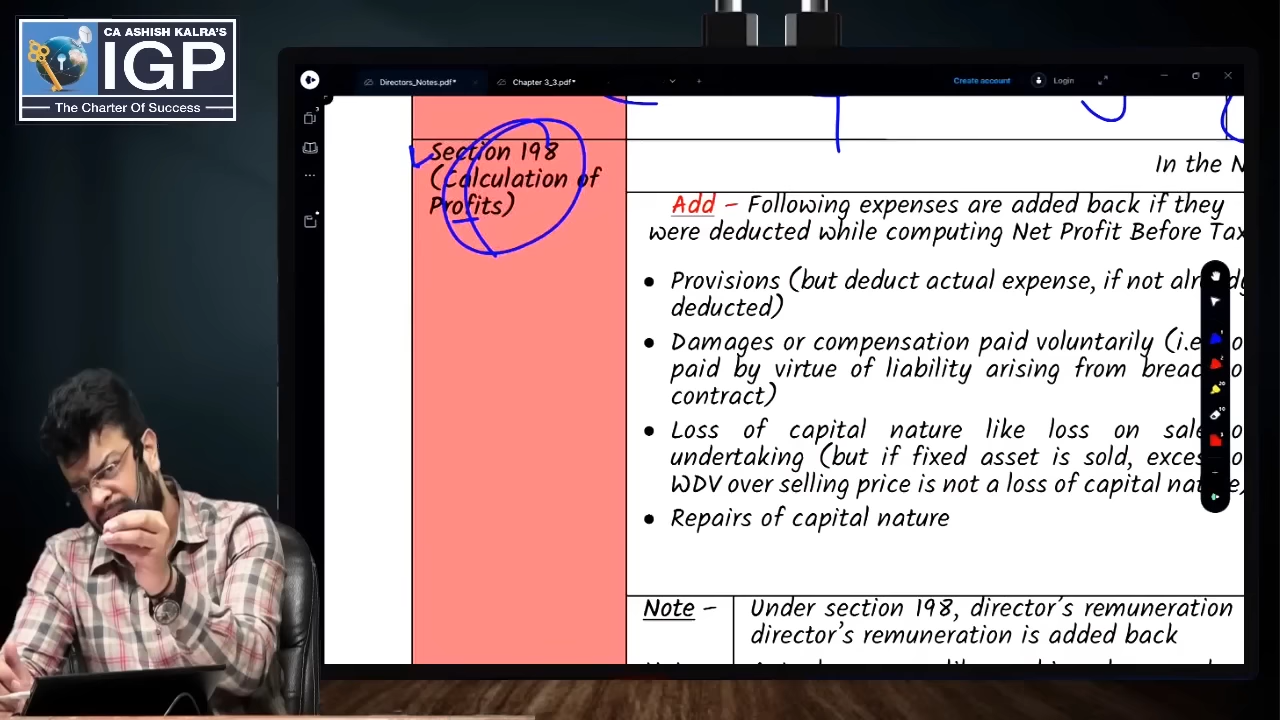 CA ASHISH KALRA'S
IGP
The Charter Of Success
Directors_Notes.pdf*
Chapter 3_3.pdf*
Create account
Login
Section 198
(Calculation of
Profits)
In the N
Add - Following expenses are added back if they
were deducted while computing Net Profit Before Tax
• Provisions (but deduct actual expense, if not already
deducted)
• Damages or compensation paid voluntarily (i.e
paid by virtue of liability arising from breac
contract)
• Loss of capital nature like loss on sale
undertaking (but if fixed asset is sold, exces
WDV over selling price is not a loss of capital nature)
• Repairs of capital nature
Note -
Under section 198, director's remuneration
director's remuneration is added back